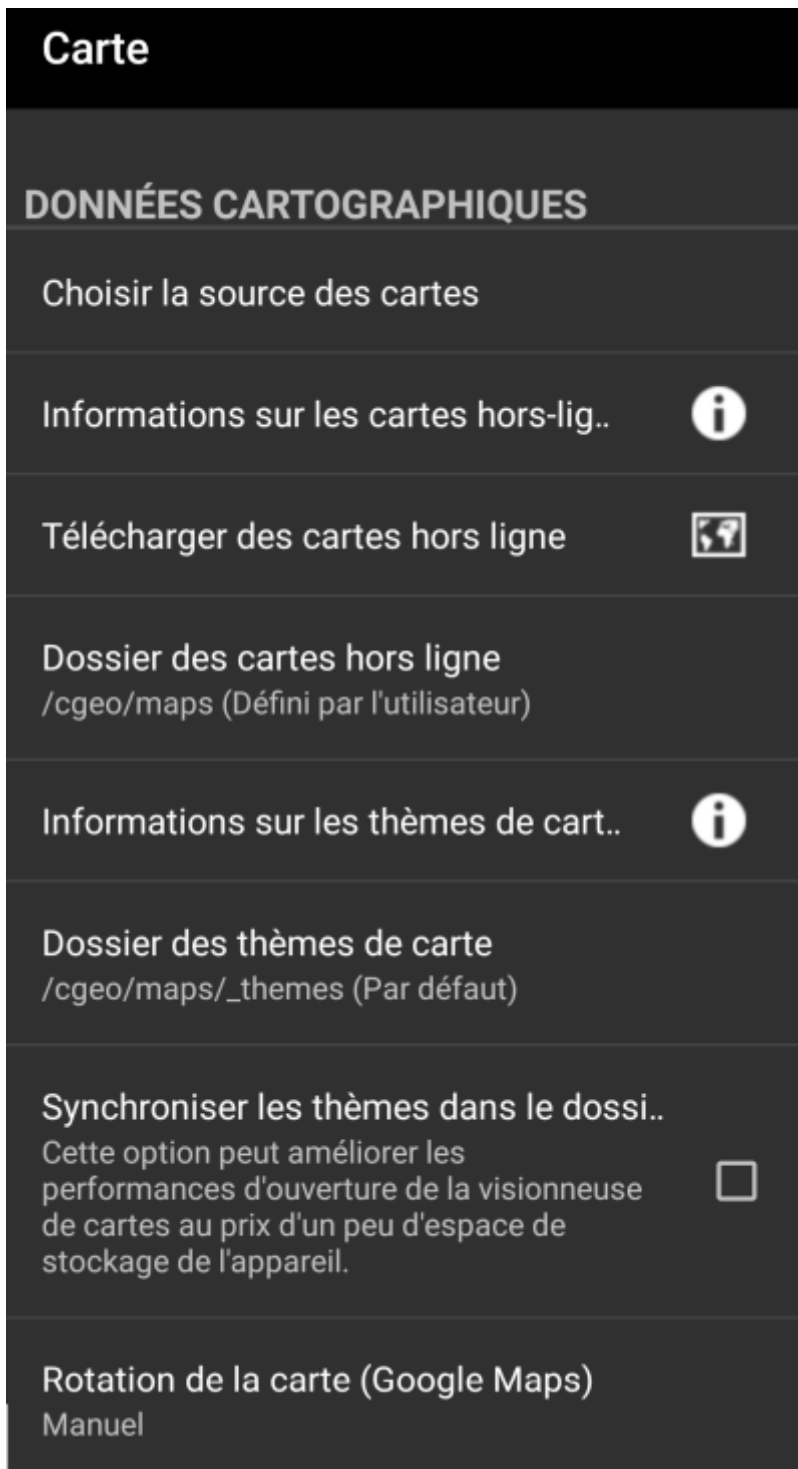 Carte
DONNÉES CARTOGRAPHIQUES
Choisir la source des cartes
Informations sur les cartes hors-lig..
Télécharger des cartes hors ligne
Dossier des cartes hors ligne
/cgeo/maps (Défini par l'utilisateur)
Informations sur les thèmes de cart..
Dossier des thèmes de carte
/cgeo/maps/_themes (Par défaut)
Synchroniser les thèmes dans le dossi..
Cette option peut améliorer les
performances d'ouverture de la visionneuse
de cartes au prix d'un peu d'espace de
stockage de l'appareil.
Rotation de la carte (Google Maps)
Manuel